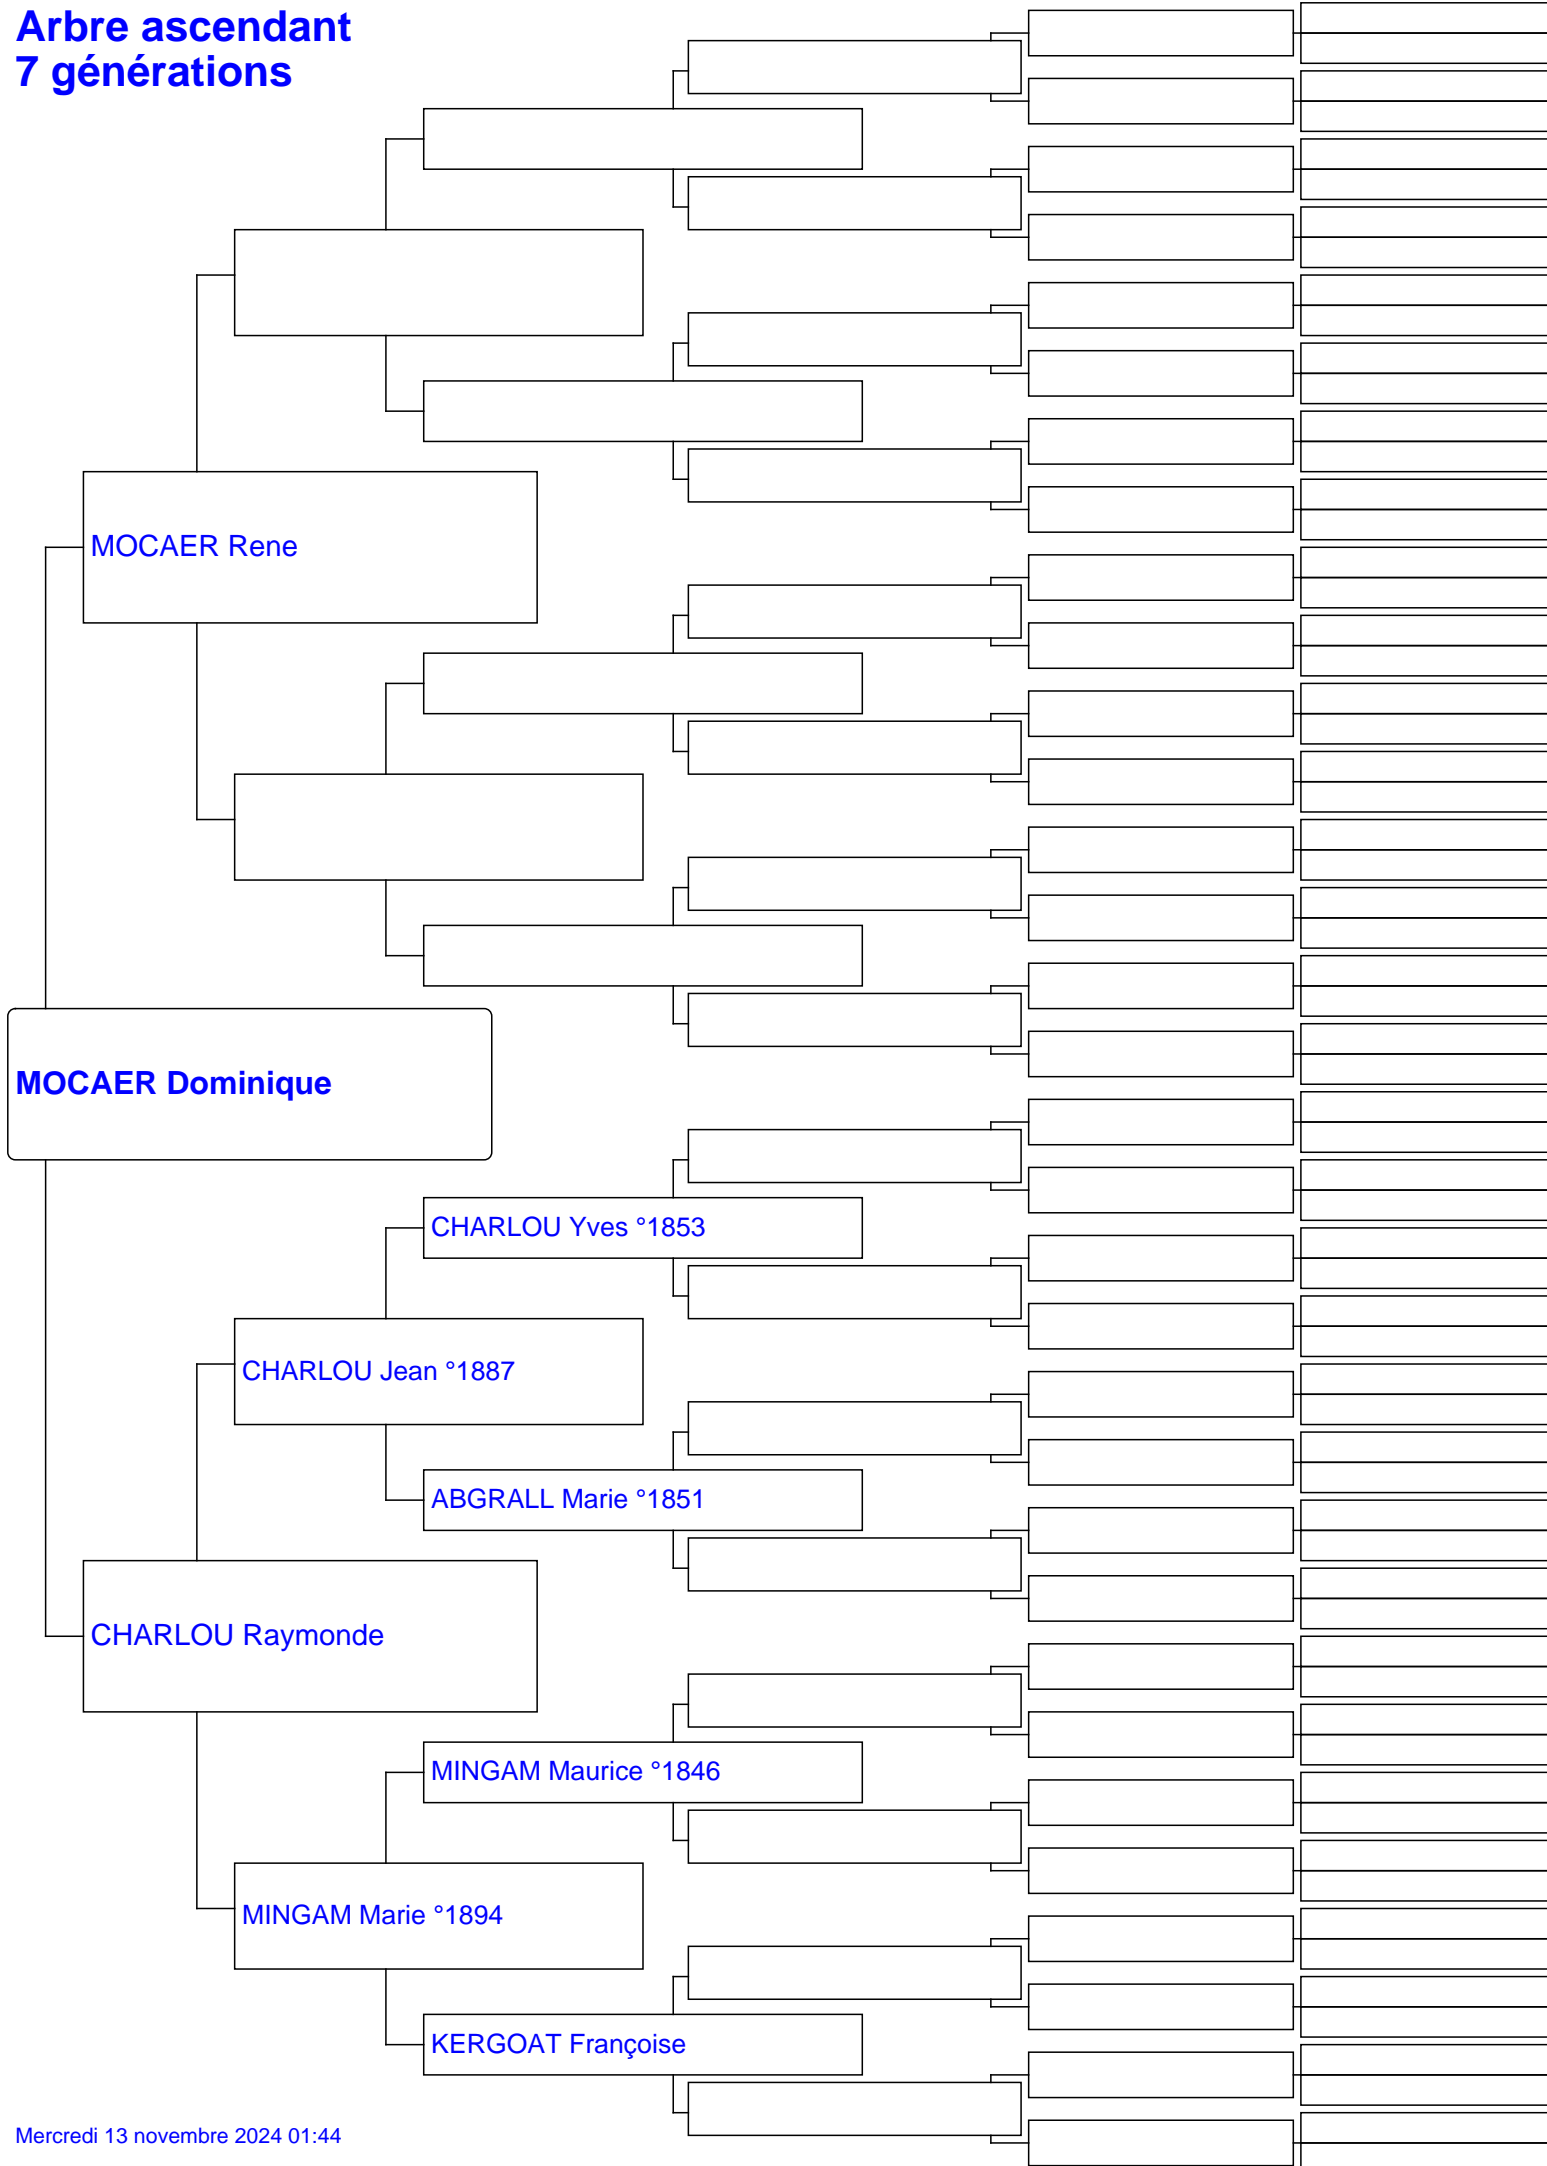 Arbre ascendant
7 générations
MOCAER Rene
MOCAER Dominique
CHARLOU Yves °1853
CHARLOU Jean °1887
ABGRALL Marie °1851
CHARLOU Raymonde
MINGAM Maurice °1846
MINGAM Marie °1894
KERGOAT Françoise
Mercredi 13 novembre 2024 01:44